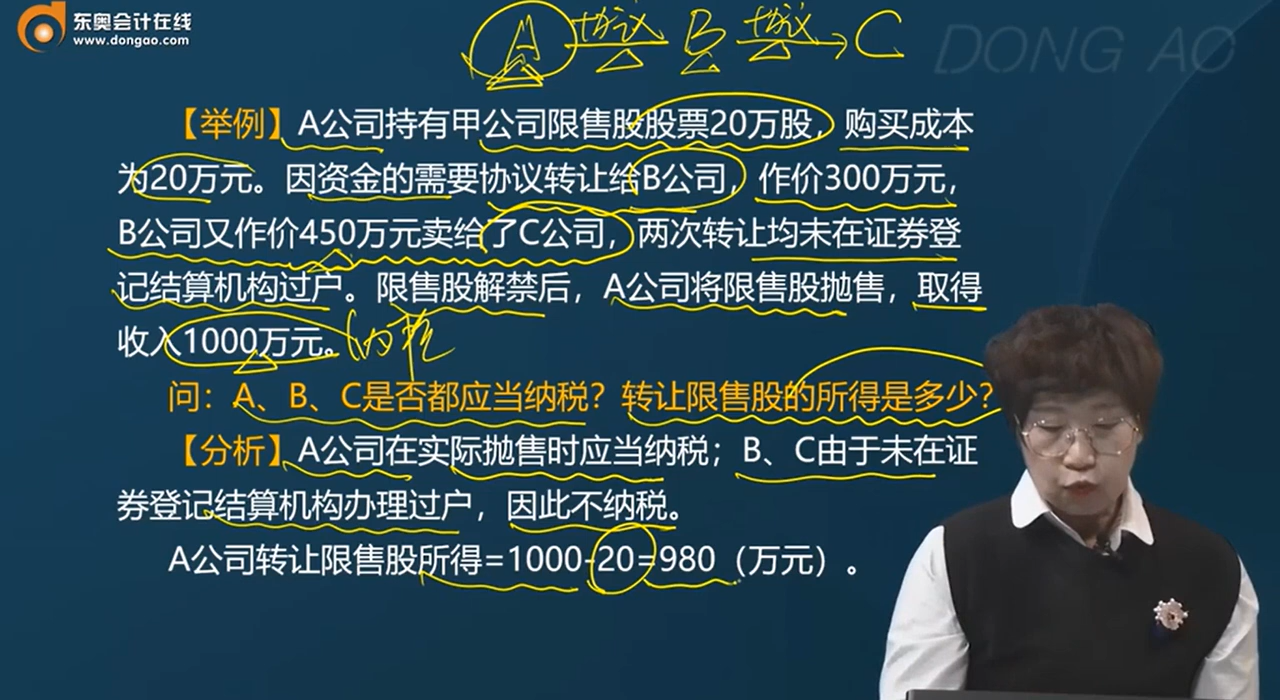 东奥会计在线
www.dongao.com
DONG AO
A 协议 B 协议 C
【举例】A公司持有甲公司限售股股票20万股，购买成本
为20万元。因资金的需要协议转让给B公司，作价300万元，
B公司又作价450万元卖给了C公司，两次转让均未在证券登
记结算机构过户。限售股解禁后，A公司将限售股抛售，取得
收入1000万元。纳税
问：A、B、C是否都应当纳税？转让限售股的所得是多少？
【分析】A公司在实际抛售时应当纳税；B、C由于未在证
券登记结算机构办理过户，因此不纳税。
A公司转让限售股所得=1000-20=980（万元）。